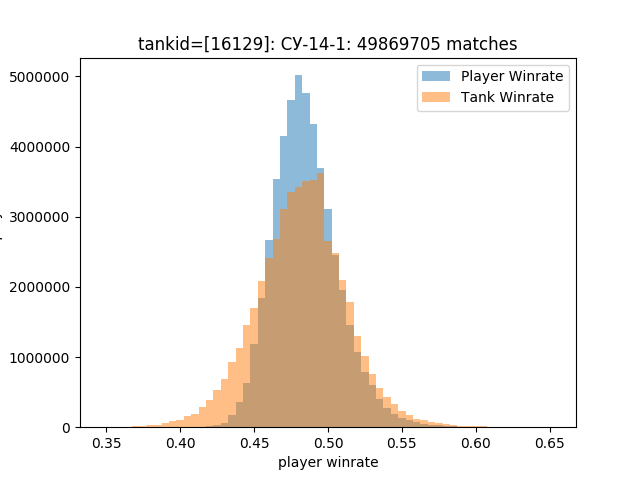 tankid=[16129]: СУ-14-1: 49869705 matches
Player Winrate
Tank Winrate
5000000
4000000
3000000
2000000
1000000
0
0.35 0.40 0.45 0.50 0.55 0.60 0.65
player winrate